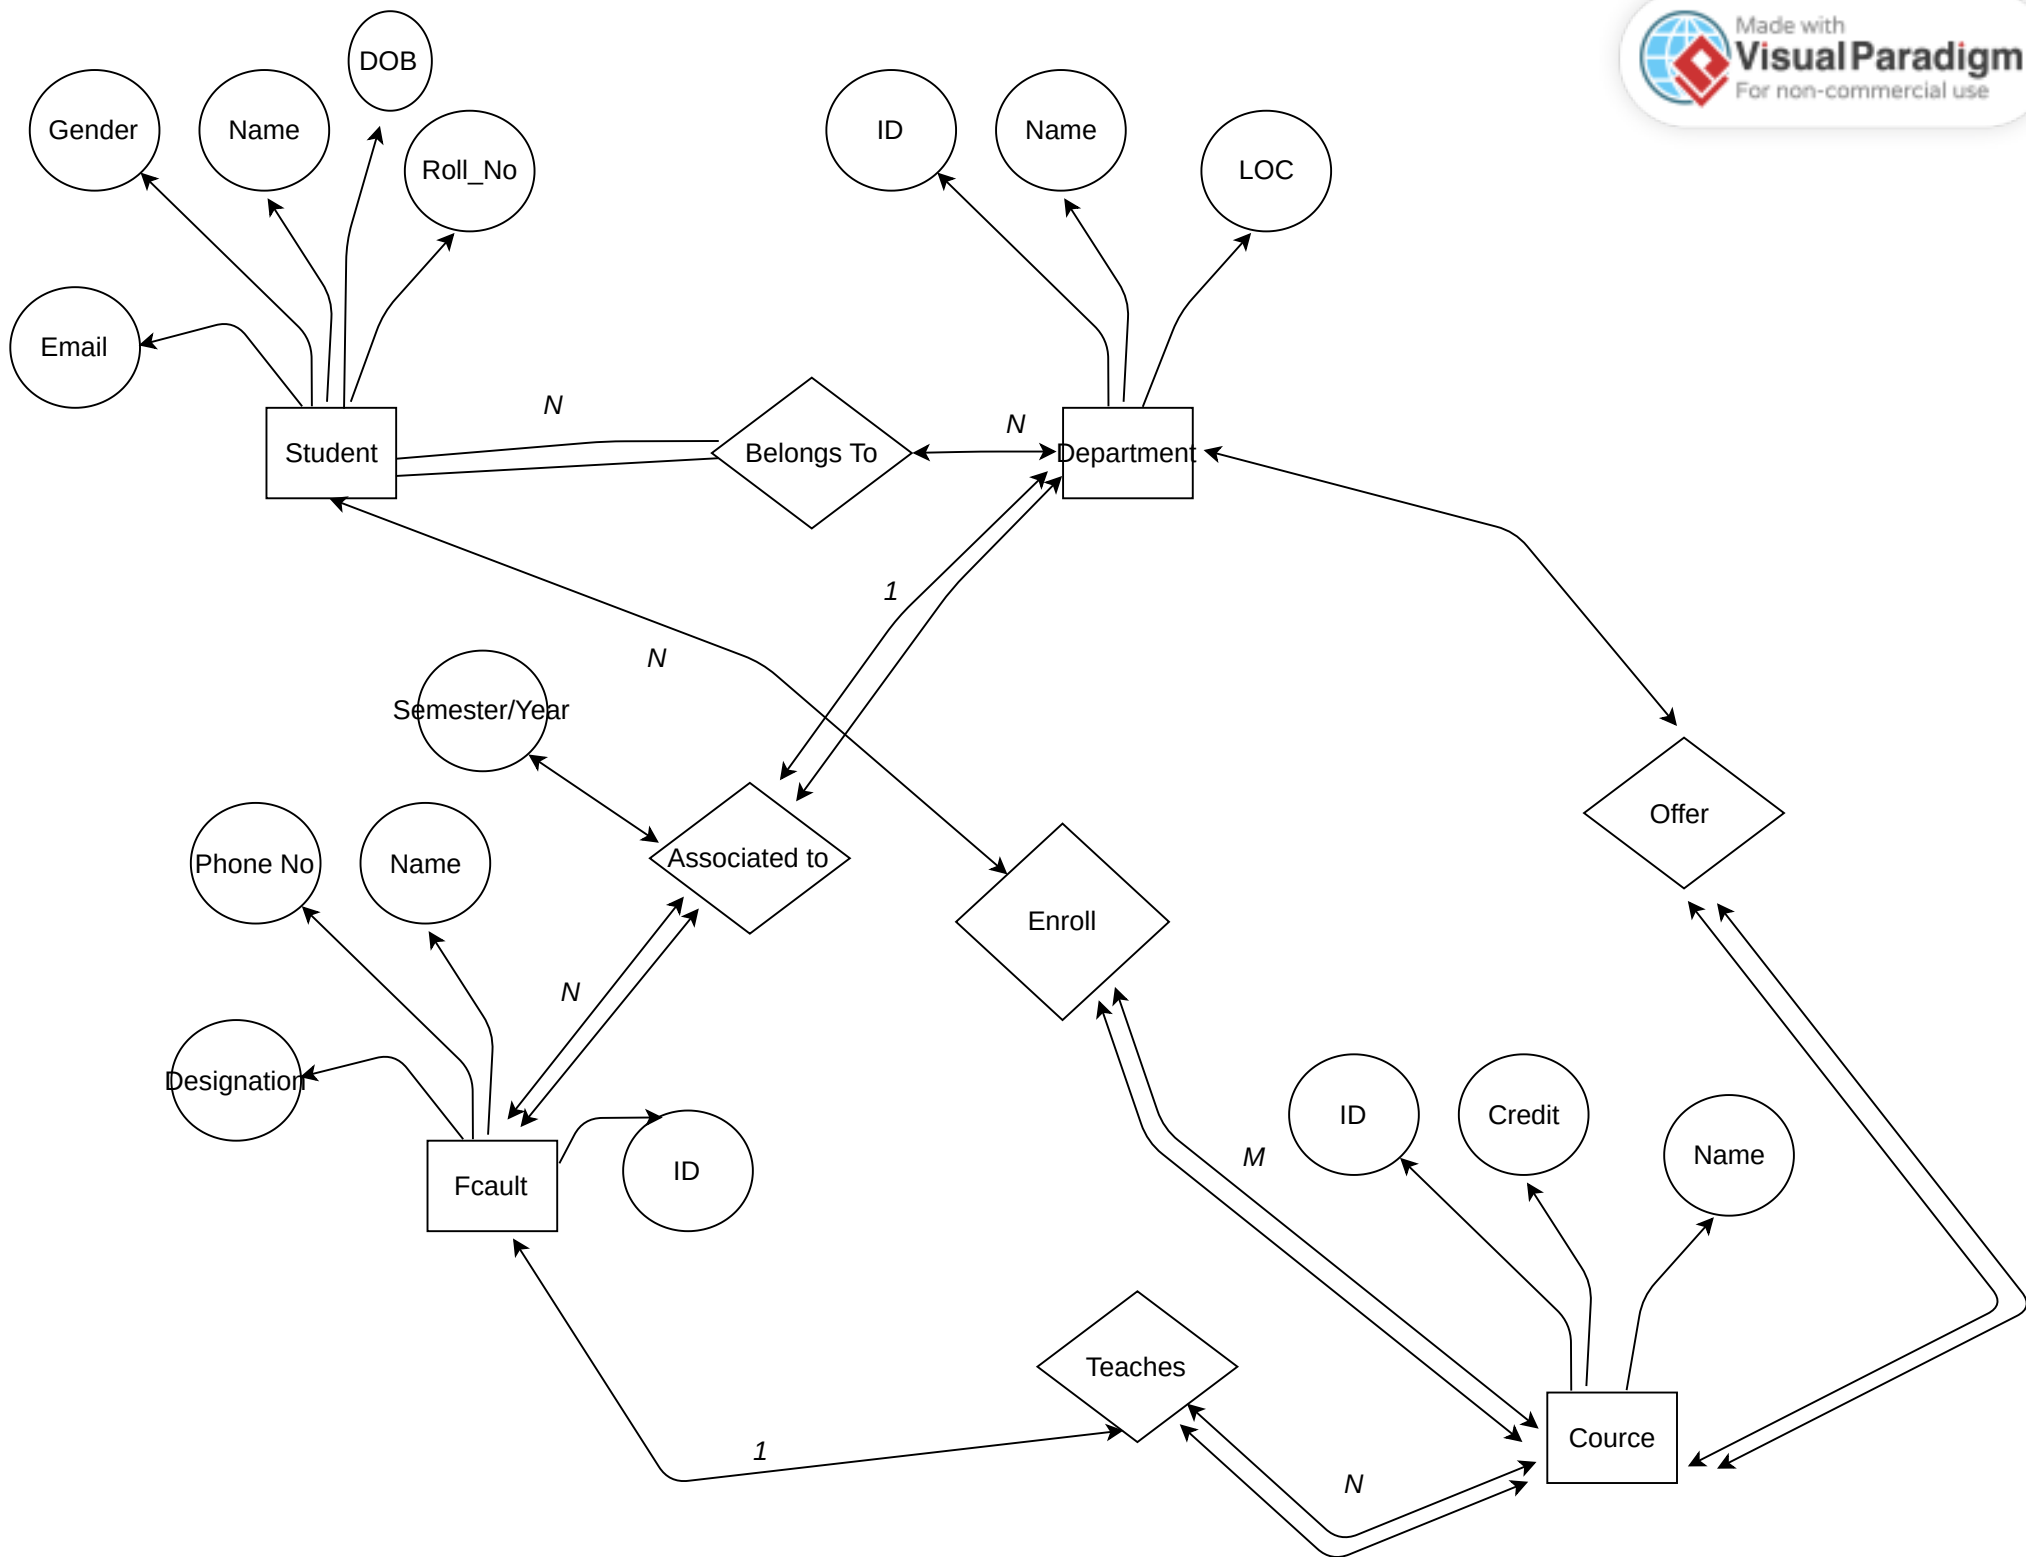 Made with
Visual Paradigm
For non-commercial use
DOB
Gender
Name
Roll_No
ID
Name
LOC
Email
N
N
Student
Belongs To
Department
1
N
Semester/Year
Offer
Phone No
Name
Associated to
Enroll
N
Designation
ID
Credit
Name
M
Fcault
ID
Teaches
Cource
1
N